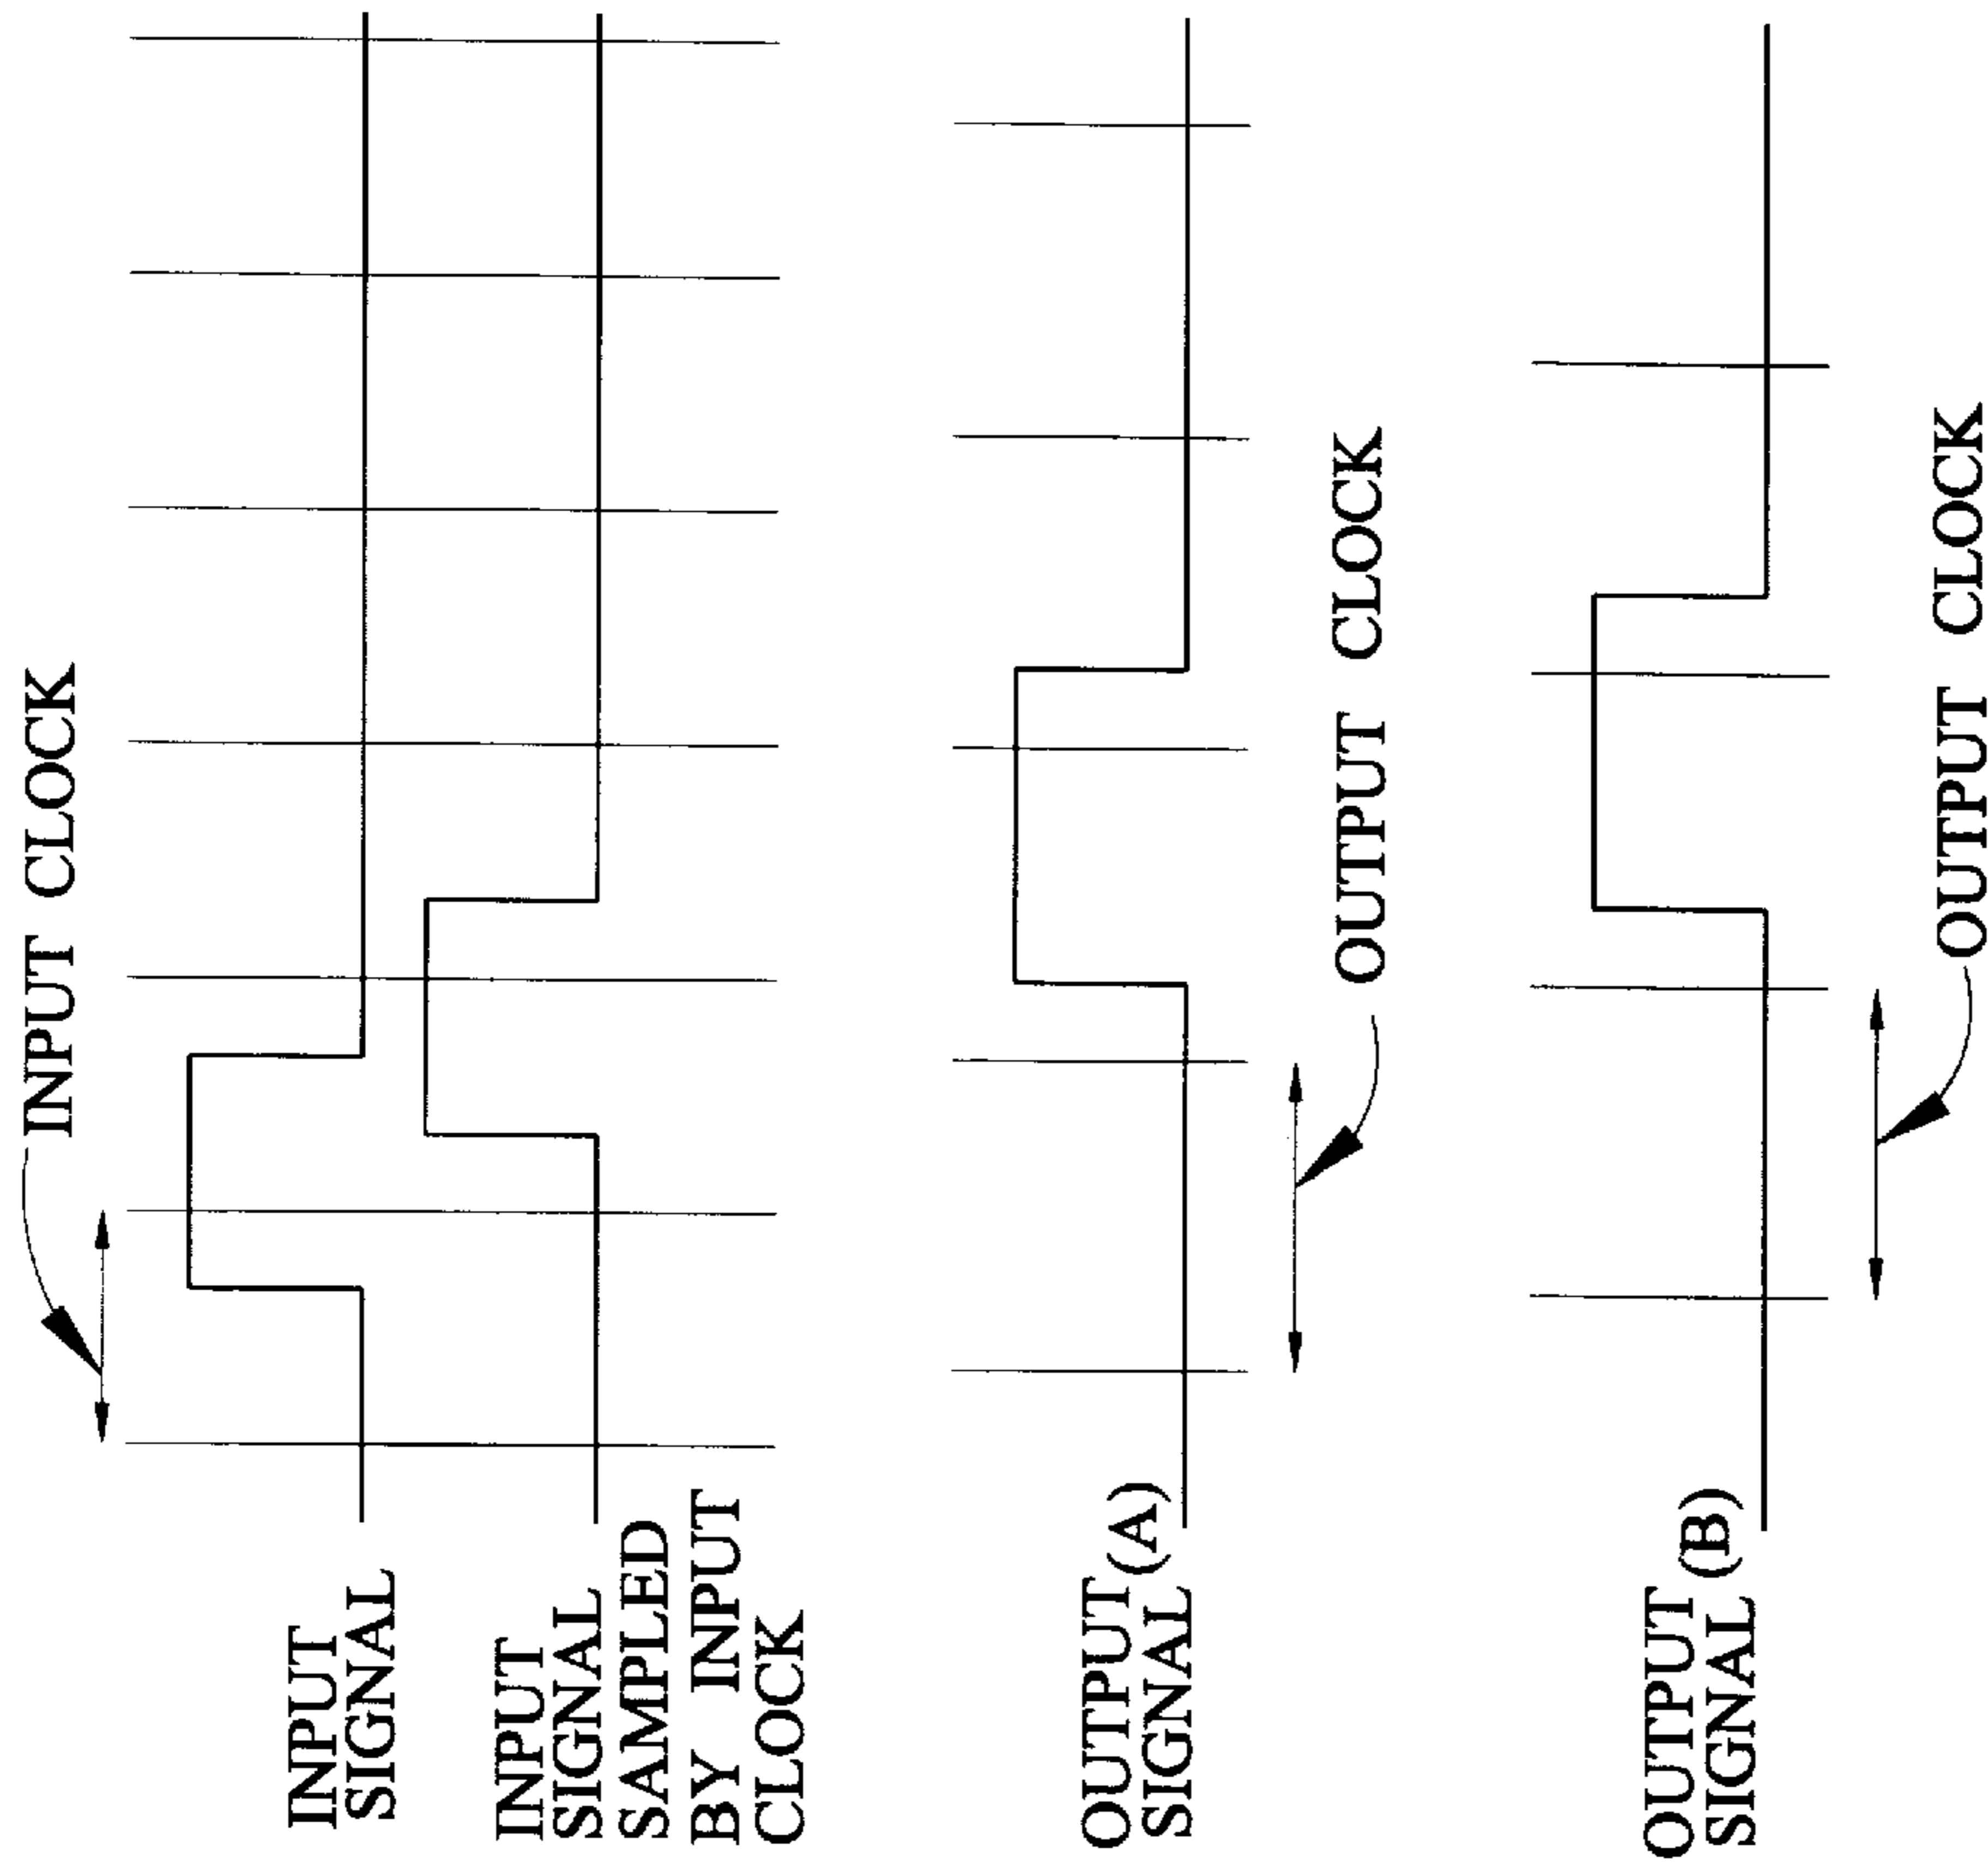 INPUT CLOCK
INPUT
SIGNAL
INPUT
SIGNAL
SAMPLED
BY INPUT
CLOCK
OUTPUT
SIGNAL (A)
OUTPUT CLOCK
OUTPUT
SIGNAL (B)
OUTPUT CLOCK